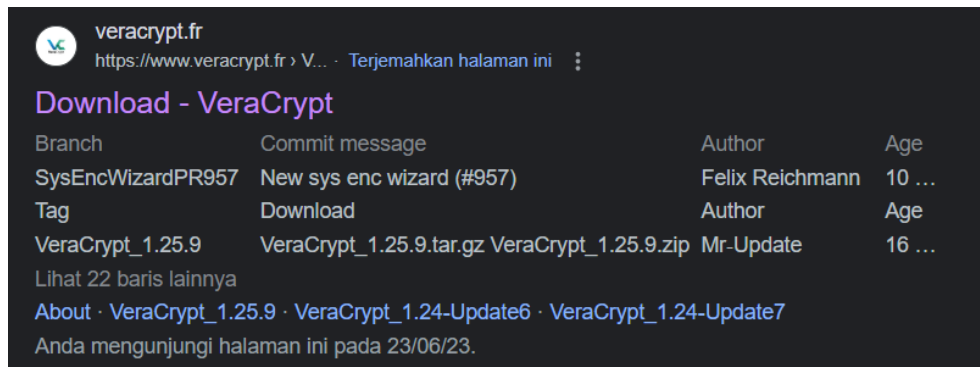 veracrypt.fr
https://www.veracrypt.fr › V... · Terjemahkan halaman ini
Download - VeraCrypt
Branch Commit message Author Age
SysEncWizardPR957 New sys enc wizard (#957) Felix Reichmann 10 ...
Tag Download Author Age
VeraCrypt_1.25.9 VeraCrypt_1.25.9.tar.gz VeraCrypt_1.25.9.zip Mr-Update 16 ...
Lihat 22 baris lainnya
About · VeraCrypt_1.25.9 · VeraCrypt_1.24-Update6 · VeraCrypt_1.24-Update7
Anda mengunjungi halaman ini pada 23/06/23.